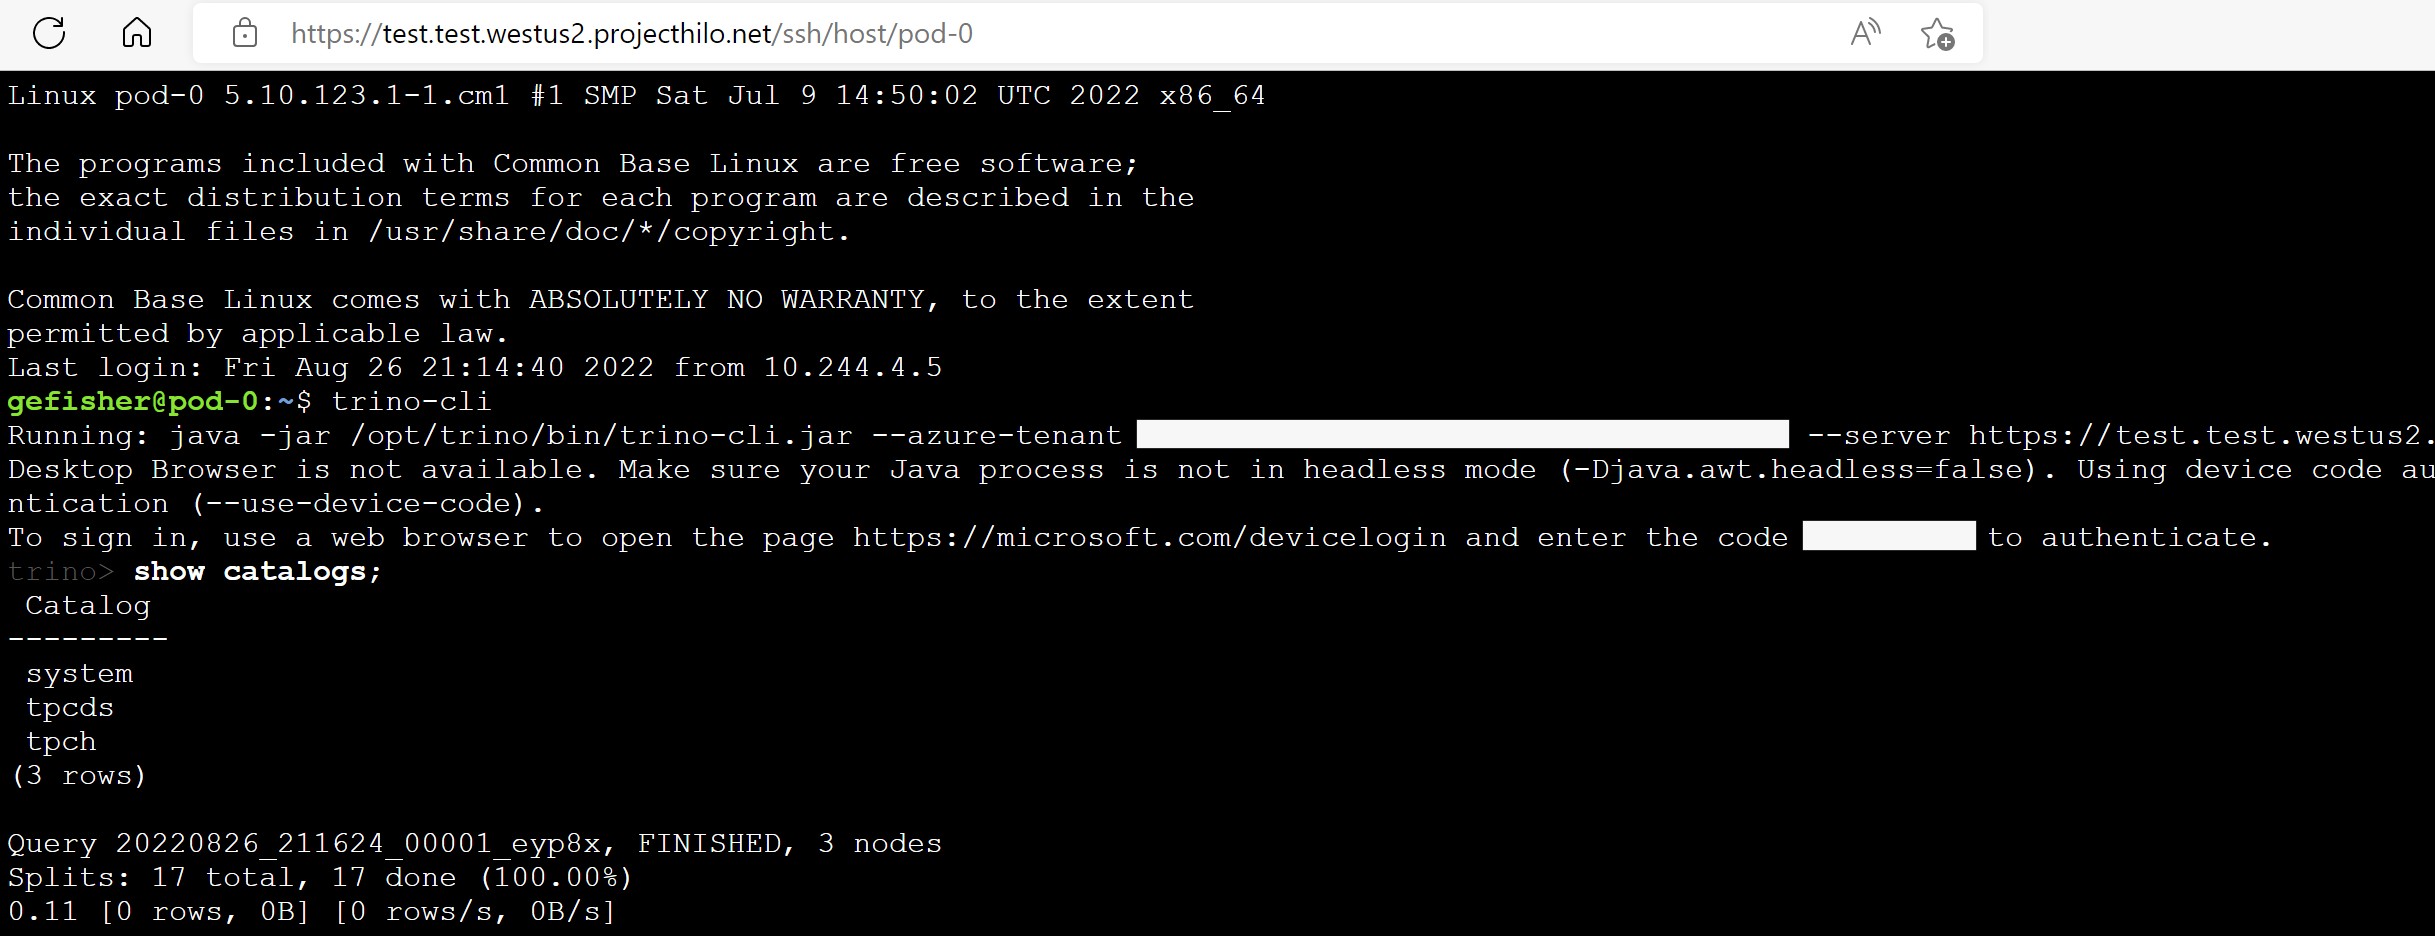 https://test.test.westus2.projecthilo.net/ssh/host/pod-0
Linux pod-0 5.10.123.1-1.cm1 #1 SMP Sat Jul 9 14:50:02 UTC 2022 x86_64
The programs included with Common Base Linux are free software;
the exact distribution terms for each program are described in the
individual files in /usr/share/doc/*/copyright.
Common Base Linux comes with ABSOLUTELY NO WARRANTY, to the extent
permitted by applicable law.
Last login: Fri Aug 26 21:14:40 2022 from 10.244.4.5
gefisher@pod-0:~$ trino-cli
Running: java -jar /opt/trino/bin/trino-cli.jar --azure-tenant --server https://test.test.westus2.
Desktop Browser is not available. Make sure your Java process is not in headless mode (-Djava.awt.headless=false). Using device code au
ntication (--use-device-code).
To sign in, use a web browser to open the page https://microsoft.com/devicelogin and enter the code to authenticate.
trino> show catalogs;
Catalog
---------
system
tpcds
tpch
(3 rows)
Query 20220826_211624_00001_eyp8x, FINISHED, 3 nodes
Splits: 17 total, 17 done (100.00%)
0.11 [0 rows, 0B] [0 rows/s, 0B/s]